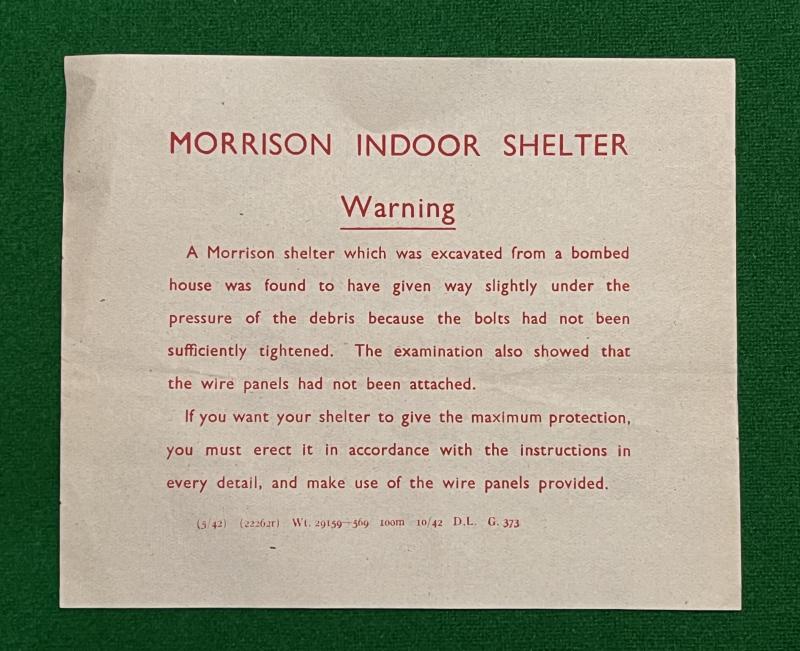 MORRISON INDOOR SHELTER
Warning
A Morrison shelter which was excavated from a bombed
house was found to have given way slightly under the
pressure of the debris because the bolts had not been
sufficiently tightened. The examination also showed that
the wire panels had not been attached.
If you want your shelter to give the maximum protection,
you must erect it in accordance with the instructions in
every detail, and make use of the wire panels provided.
(5/42) (22262r) Wt. 29159—569 100m 10/42 D.L. G. 373